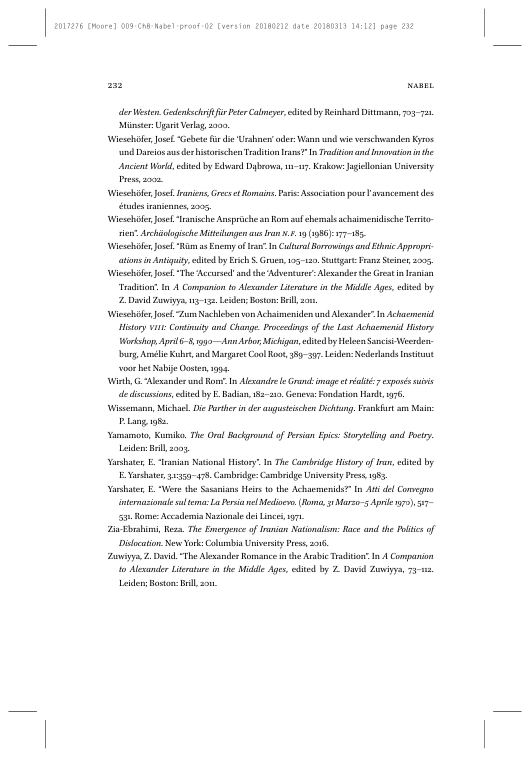 2017276 [Moore] 009-Ch8-Nabel-proof-02 [version 20180212 date 20180313 14:12] page 232
232 NABEL
der Westen. Gedenkschrift für Peter Calmeyer, edited by Reinhard Dittmann, 703–721.
Münster: Ugarit Verlag, 2000.
Wiesehöfer, Josef. “Gebete für die ‘Urahnen’ oder: Wann und wie verschwanden Kyros
und Dareios aus der historischen Tradition Irans?” In Tradition and Innovation in the
Ancient World, edited by Edward Dąbrowa, 111–117. Krakow: Jagiellonian University
Press, 2002.
Wiesehöfer, Josef. Iraniens, Grecs et Romains. Paris: Association pour l’avancement des
études iraniennes, 2005.
Wiesehöfer, Josef. “Iranische Ansprüche an Rom auf ehemals achaimenidische Territo-
rien”. Archäologische Mitteilungen aus Iran N.F. 19 (1986): 177–185.
Wiesehöfer, Josef. “Rūm as Enemy of Iran”. In Cultural Borrowings and Ethnic Appropri-
ations in Antiquity, edited by Erich S. Gruen, 105–120. Stuttgart: Franz Steiner, 2005.
Wiesehöfer, Josef. “The ‘Accursed’ and the ‘Adventurer’: Alexander the Great in Iranian
Tradition”. In A Companion to Alexander Literature in the Middle Ages, edited by
Z. David Zuwiyya, 113–132. Leiden; Boston: Brill, 2011.
Wiesehöfer, Josef. “Zum Nachleben von Achaimeniden und Alexander”. In Achaemenid
History VIII: Continuity and Change. Proceedings of the Last Achaemenid History
Workshop, April 6–8, 1990—Ann Arbor, Michigan, edited by Heleen Sancisi-Weerden-
burg, Amélie Kuhrt, and Margaret Cool Root, 389–397. Leiden: Nederlands Instituut
voor het Nabije Oosten, 1994.
Wirth, G. “Alexander und Rom”. In Alexandre le Grand: image et réalité: 7 exposés suivis
de discussions, edited by E. Badian, 182–210. Geneva: Fondation Hardt, 1976.
Wissemann, Michael. Die Parther in der augusteischen Dichtung. Frankfurt am Main:
P. Lang, 1982.
Yamamoto, Kumiko. The Oral Background of Persian Epics: Storytelling and Poetry.
Leiden: Brill, 2003.
Yarshater, E. “Iranian National History”. In The Cambridge History of Iran, edited by
E. Yarshater, 3.1:359–478. Cambridge: Cambridge University Press, 1983.
Yarshater, E. “Were the Sasanians Heirs to the Achaemenids?” In Atti del Convegno
internazionale sul tema: La Persia nel Medioevo. (Roma, 31 Marzo–5 Aprile 1970), 517–
531. Rome: Accademia Nazionale dei Lincei, 1971.
Zia-Ebrahimi, Reza. The Emergence of Iranian Nationalism: Race and the Politics of
Dislocation. New York: Columbia University Press, 2016.
Zuwiyya, Z. David. “The Alexander Romance in the Arabic Tradition”. In A Companion
to Alexander Literature in the Middle Ages, edited by Z. David Zuwiyya, 73–112.
Leiden; Boston: Brill, 2011.